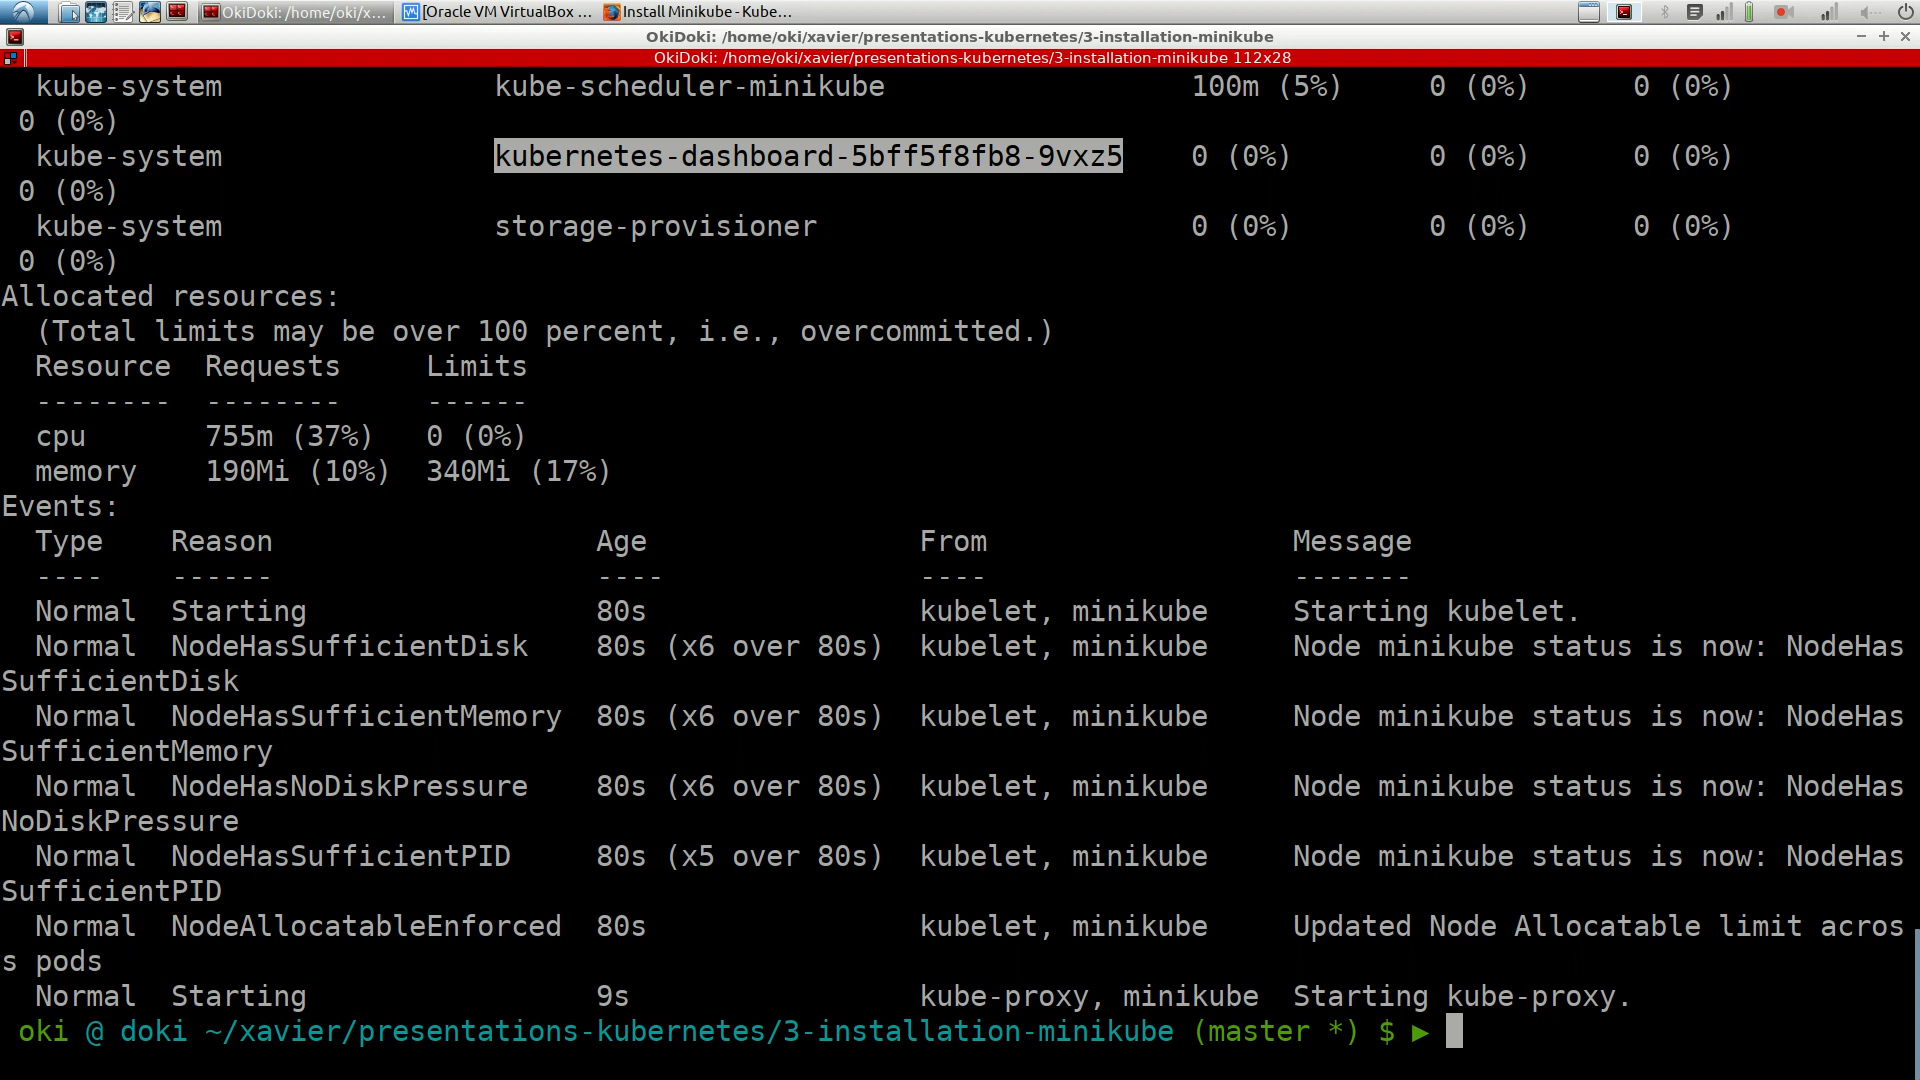 OkiDoki: /home/oki/x... [Oracle VM VirtualBox ... Install Minikube - Kube...
OkiDoki: /home/oki/xavier/presentations-kubernetes/3-installation-minikube
OkiDoki: /home/oki/xavier/presentations-kubernetes/3-installation-minikube 112x28
kube-system kube-scheduler-minikube 100m (5%) 0 (0%) 0 (0%)
0 (0%)
kube-system kubernetes-dashboard-5bff5f8fb8-9vxz5 0 (0%) 0 (0%) 0 (0%)
0 (0%)
kube-system storage-provisioner 0 (0%) 0 (0%) 0 (0%)
0 (0%)
Allocated resources:
(Total limits may be over 100 percent, i.e., overcommitted.)
Resource Requests Limits
-------- -------- ------
cpu 755m (37%) 0 (0%)
memory 190Mi (10%) 340Mi (17%)
Events:
Type Reason Age From Message
---- ------ ---- ---- -------
Normal Starting 80s kubelet, minikube Starting kubelet.
Normal NodeHasSufficientDisk 80s (x6 over 80s) kubelet, minikube Node minikube status is now: NodeHas
SufficientDisk
Normal NodeHasSufficientMemory 80s (x6 over 80s) kubelet, minikube Node minikube status is now: NodeHas
SufficientMemory
Normal NodeHasNoDiskPressure 80s (x6 over 80s) kubelet, minikube Node minikube status is now: NodeHas
NoDiskPressure
Normal NodeHasSufficientPID 80s (x5 over 80s) kubelet, minikube Node minikube status is now: NodeHas
SufficientPID
Normal NodeAllocatableEnforced 80s kubelet, minikube Updated Node Allocatable limit acros
s pods
Normal Starting 9s kube-proxy, minikube Starting kube-proxy.
oki @ doki ~/xavier/presentations-kubernetes/3-installation-minikube (master *) $ ▶